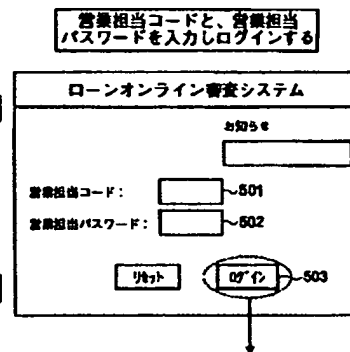 営業担当コードと、営業担当
パスワードを入力しログインする
ローンオンライン審査システム
お知らせ
営業担当コード： 501
営業担当パスワード： 502
リセット ログイン 503